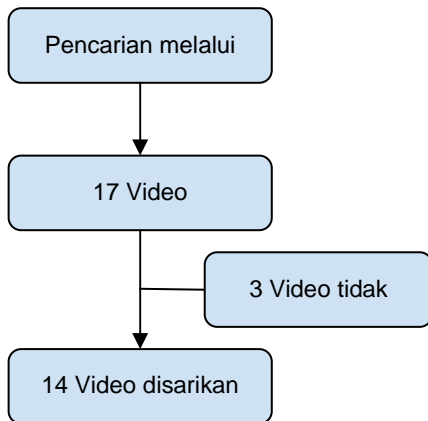 Pencarian melalui
17 Video
3 Video tidak
14 Video disarikan